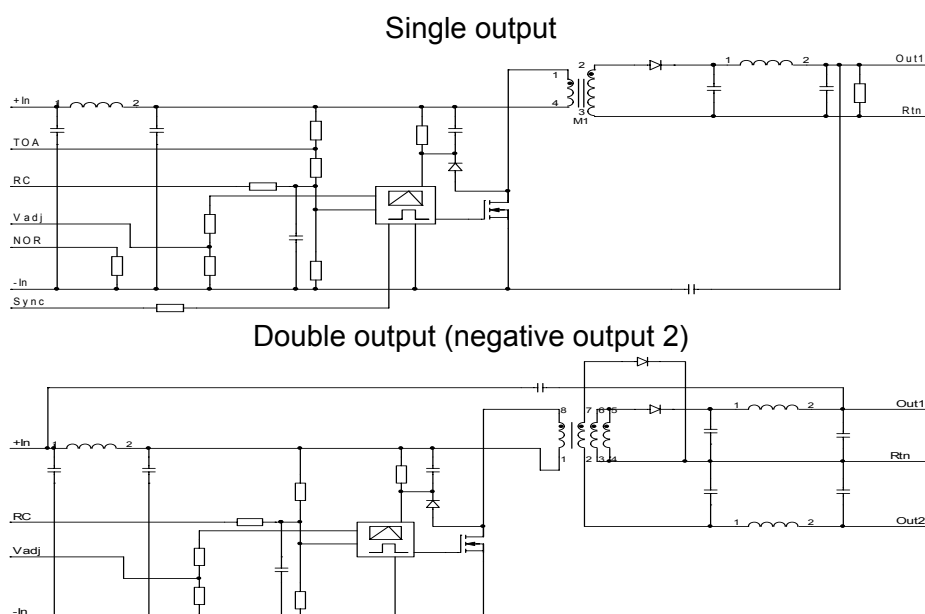 Single output
1 2 Out1
2
1
+In 1 2
4 3 Rtn
M1
TOA
RC
Vadj
NOR
-In
Sync
Double output (negative output 2)
8 7 6 5 1 2 Out1
+In 1 2
1 2 3 4 Rtn
RC 1 2 Out2
Vadj
-In